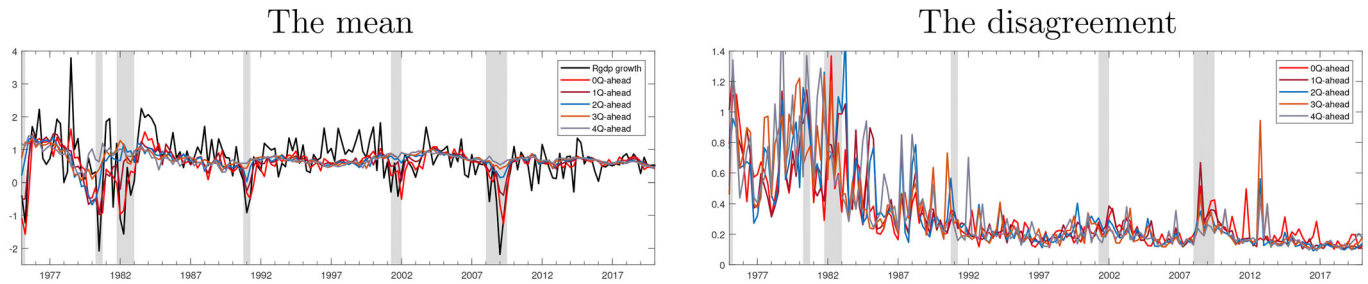 The mean
4
3
2
1
0
-1
-2
1977 1982 1987 1992 1997 2002 2007 2012 2017
Rgdp growth
0Q-ahead
1Q-ahead
2Q-ahead
3Q-ahead
4Q-ahead
The disagreement
1.4
1.2
1
0.8
0.6
0.4
0.2
0
1977 1982 1987 1992 1997 2002 2007 2012 2017
0Q-ahead
1Q-ahead
2Q-ahead
3Q-ahead
4Q-ahead